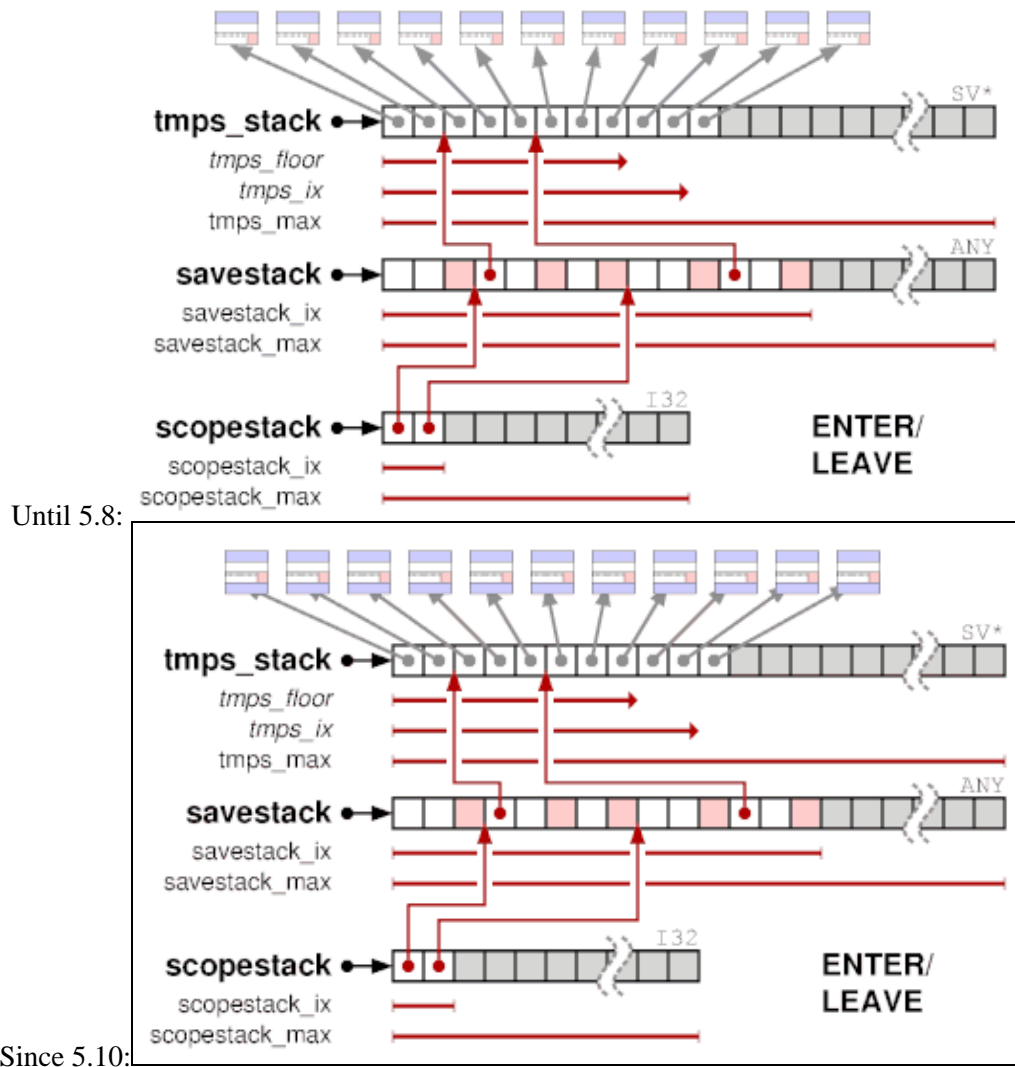 SV*
tmps_stack
tmps_floor
tmps_ix
tmps_max
ANY
savestack
savestack_ix
savestack_max
I32
scopestack
ENTER/
LEAVE
scopestack_ix
scopestack_max
Until 5.8:
SV*
tmps_stack
tmps_floor
tmps_ix
tmps_max
ANY
savestack
savestack_ix
savestack_max
I32
scopestack
ENTER/
LEAVE
scopestack_ix
scopestack_max
Since 5.10: